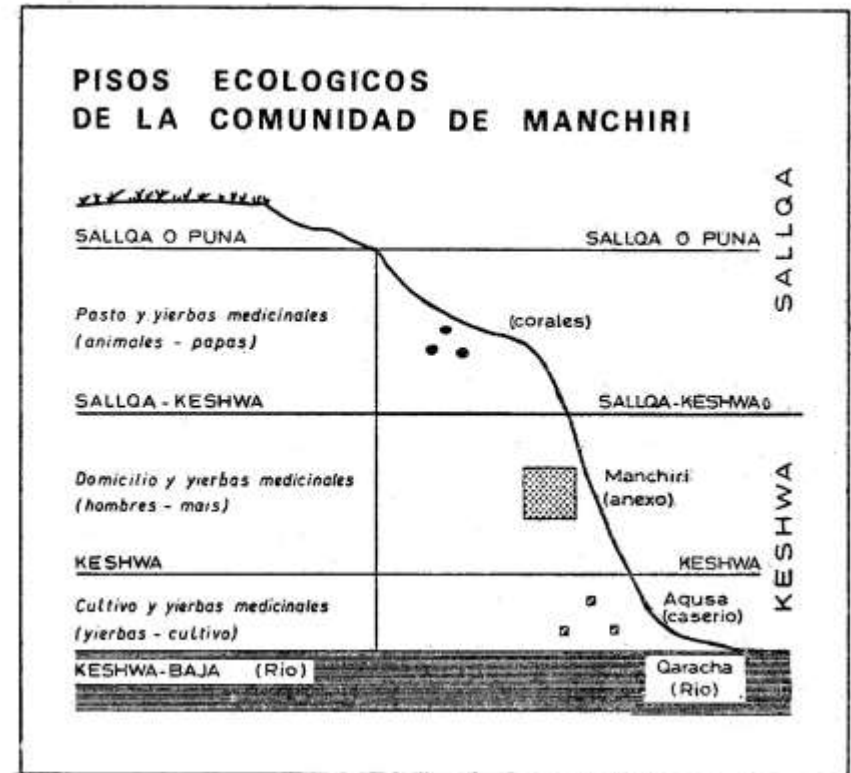 PISOS ECOLOGICOS
DE LA COMUNIDAD DE MANCHIRI
SALLQA O PUNA
SALLQA O PUNA
SALLQA
Pasto y yierbas medicinales
(animales - papas)
(corales)
SALLQA - KESHWA
SALLQA-KESHWA
Domicilio y yierbas medicinales
(hombres - mais)
Manchiri
(anexo)
KESHWA
KESHWA
KESHWA
Cultivo y yierbas medicinales
(yierbas - cultivo)
Aqusa
(caserio)
KESHWA-BAJA (Rio)
Qaracha
(Rio)